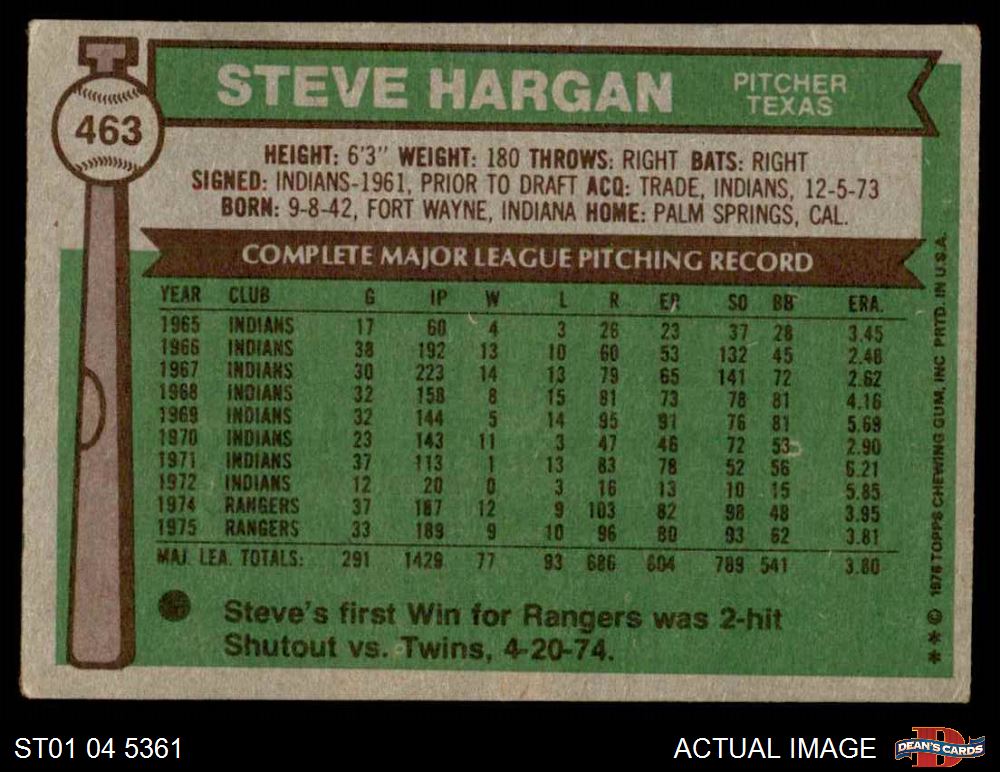 463
STEVE HARGAN
PITCHER
TEXAS
HEIGHT: 6'3" WEIGHT: 180 THROWS: RIGHT BATS: RIGHT
SIGNED: INDIANS-1961, PRIOR TO DRAFT ACQ: TRADE, INDIANS, 12-5-73
BORN: 9-8-42, FORT WAYNE, INDIANA HOME: PALM SPRINGS, CAL.
COMPLETE MAJOR LEAGUE PITCHING RECORD
YEAR CLUB G IP W L R ER SO BB ERA.
1965 INDIANS 17 60 4 3 26 23 37 28 3.45
1966 INDIANS 38 192 13 10 60 53 132 45 2.48
1967 INDIANS 30 223 14 13 79 65 141 72 2.62
1968 INDIANS 32 158 8 15 81 73 78 81 4.16
1969 INDIANS 32 144 5 14 95 91 76 81 5.69
1970 INDIANS 23 143 11 3 47 46 72 53 2.90
1971 INDIANS 37 113 1 13 83 78 52 56 6.21
1972 INDIANS 12 20 0 3 16 13 10 15 5.85
1974 RANGERS 37 187 12 9 103 82 98 48 3.95
1975 RANGERS 33 189 9 10 96 80 93 62 3.81
MAJ. LEA. TOTALS: 291 1429 77 93 686 604 789 541 3.80
Steve's first Win for Rangers was 2-hit
Shutout vs. Twins, 4-20-74.
** © 1976 TOPPS CHEWING GUM, INC PRTD. IN U.S.A.
ST01 04 5361
ACTUAL IMAGE
D
DEAN'S CARDS